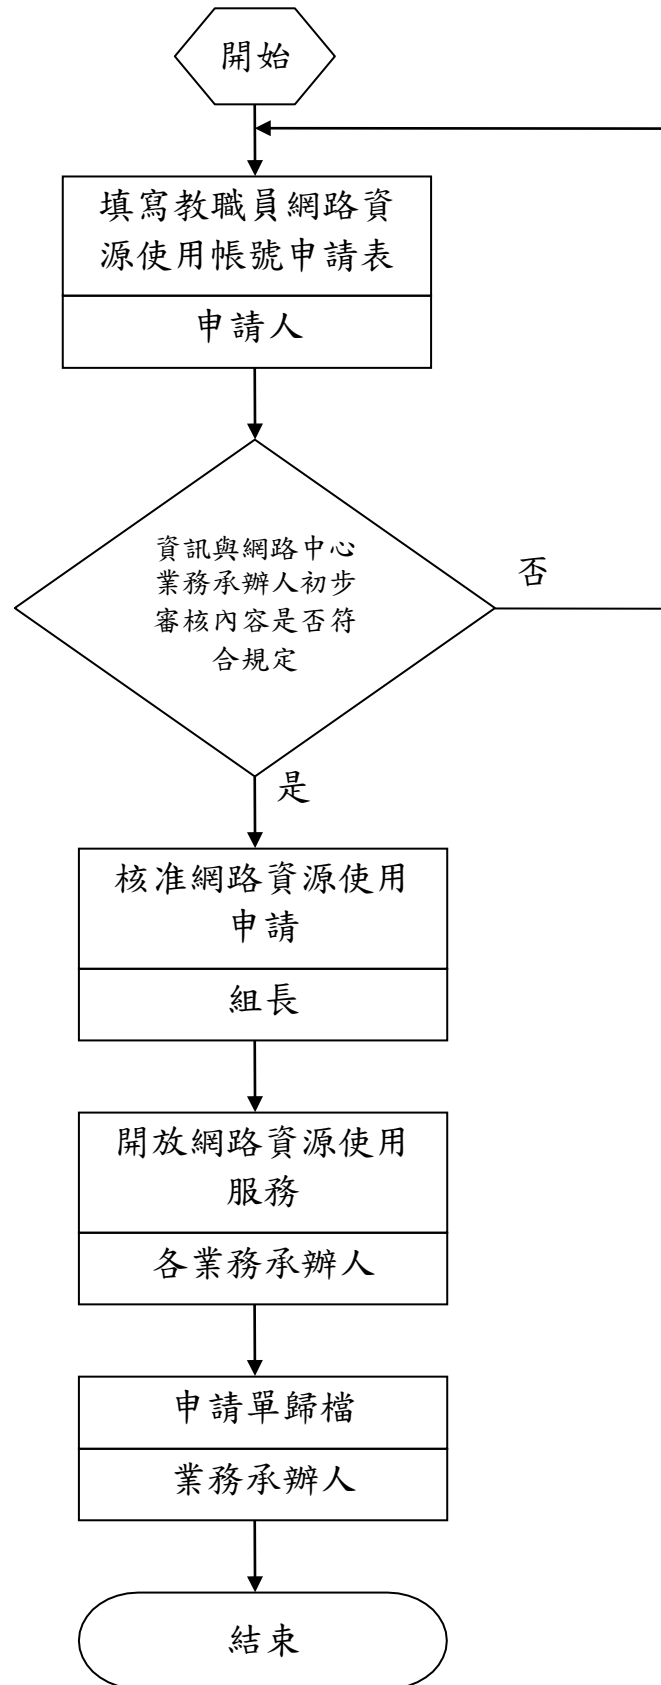 開始
填寫教職員網路資
源使用帳號申請表
申請人
資訊與網路中心
業務承辦人初步
審核內容是否符
合規定
否
是
核准網路資源使用
申請
組長
開放網路資源使用
服務
各業務承辦人
申請單歸檔
業務承辦人
結束